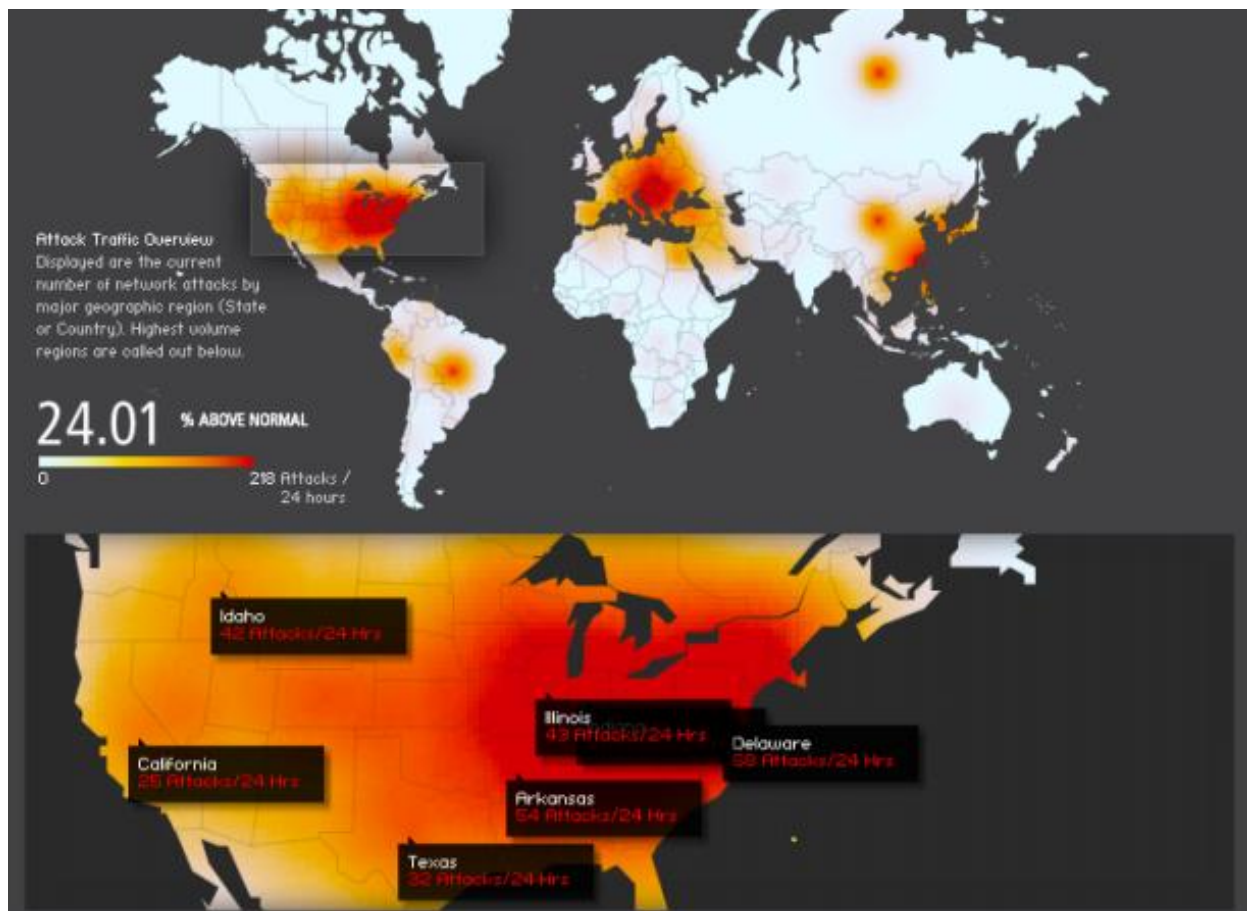 Attack Traffic Overview
Displayed are the current
number of network attacks by
major geographic region (State
or Country). Highest volume
regions are called out below.
24.01 % ABOVE NORMAL
0 218 Attacks /
24 hours
Idaho
42 Attacks/24 Hrs
Illinois
43 Attacks/24 Hrs
Delaware
Attacks/24 Hrs
California
25 Attacks/24 Hrs
Arkansas
54 Attacks/24 Hrs
Texas
32 Attacks/24 Hrs